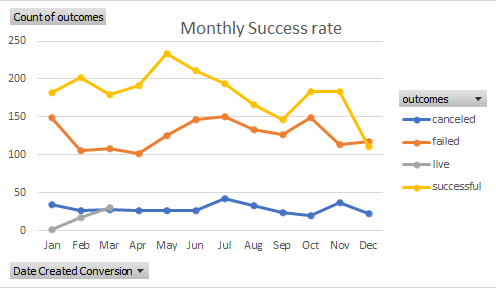 Count of outcomes
Monthly Success rate
250
200
150
100
50
0
Jan Feb Mar Apr May Jun Jul Aug Sep Oct Nov Dec
outcomes
canceled
failed
live
successful
Date Created Conversion